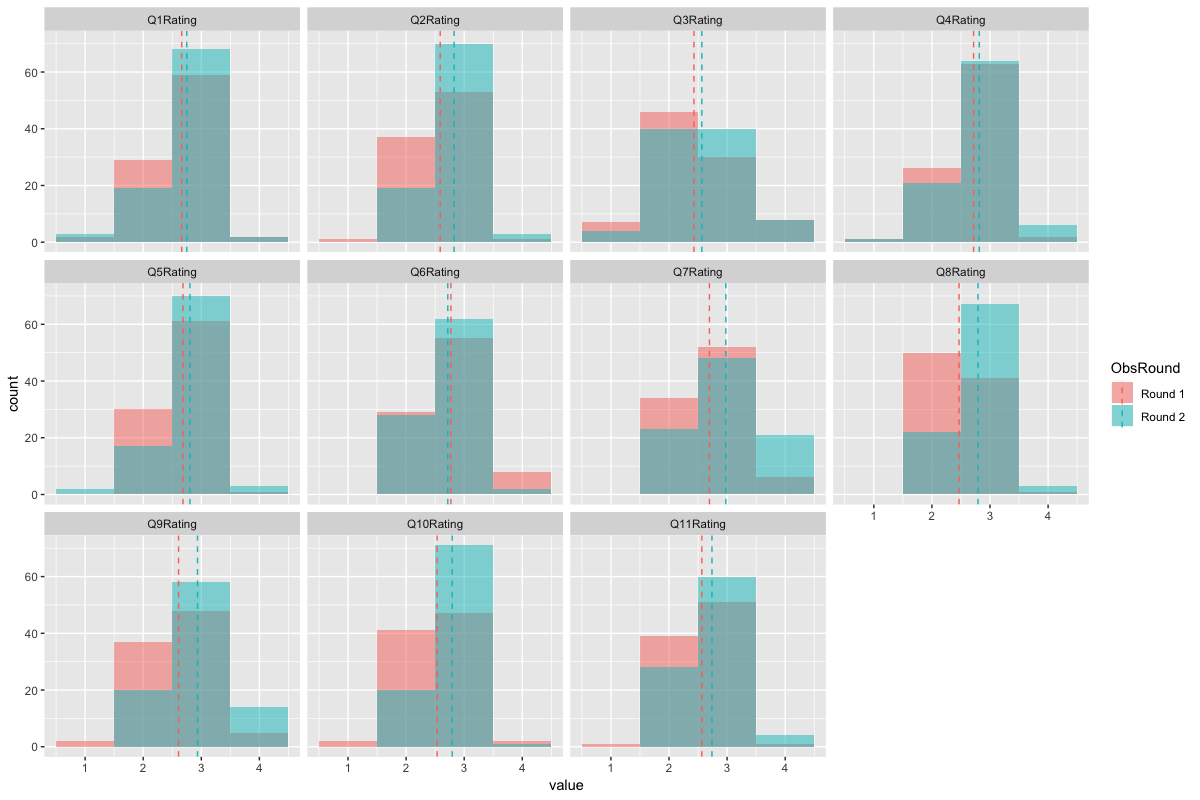 Q1Rating Q2Rating Q3Rating Q4Rating
60
40
20
0
Q5Rating Q6Rating Q7Rating Q8Rating
60
40
20
0
1 2 3 4
Q9Rating Q10Rating Q11Rating
60
40
20
0
1 2 3 4 1 2 3 4 1 2 3 4
value
count
ObsRound
Round 1
Round 2